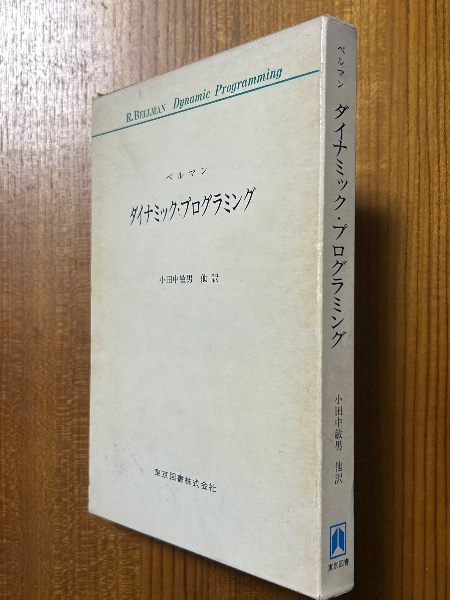 R. BELLMAN Dynamic Programming
ベルマン
ダイナミック・プログラミング
小田中敏男 他訳
東京図書株式会社
ベルマン
ダイナミック・プログラミング
小田中敏男 他訳
東京図書